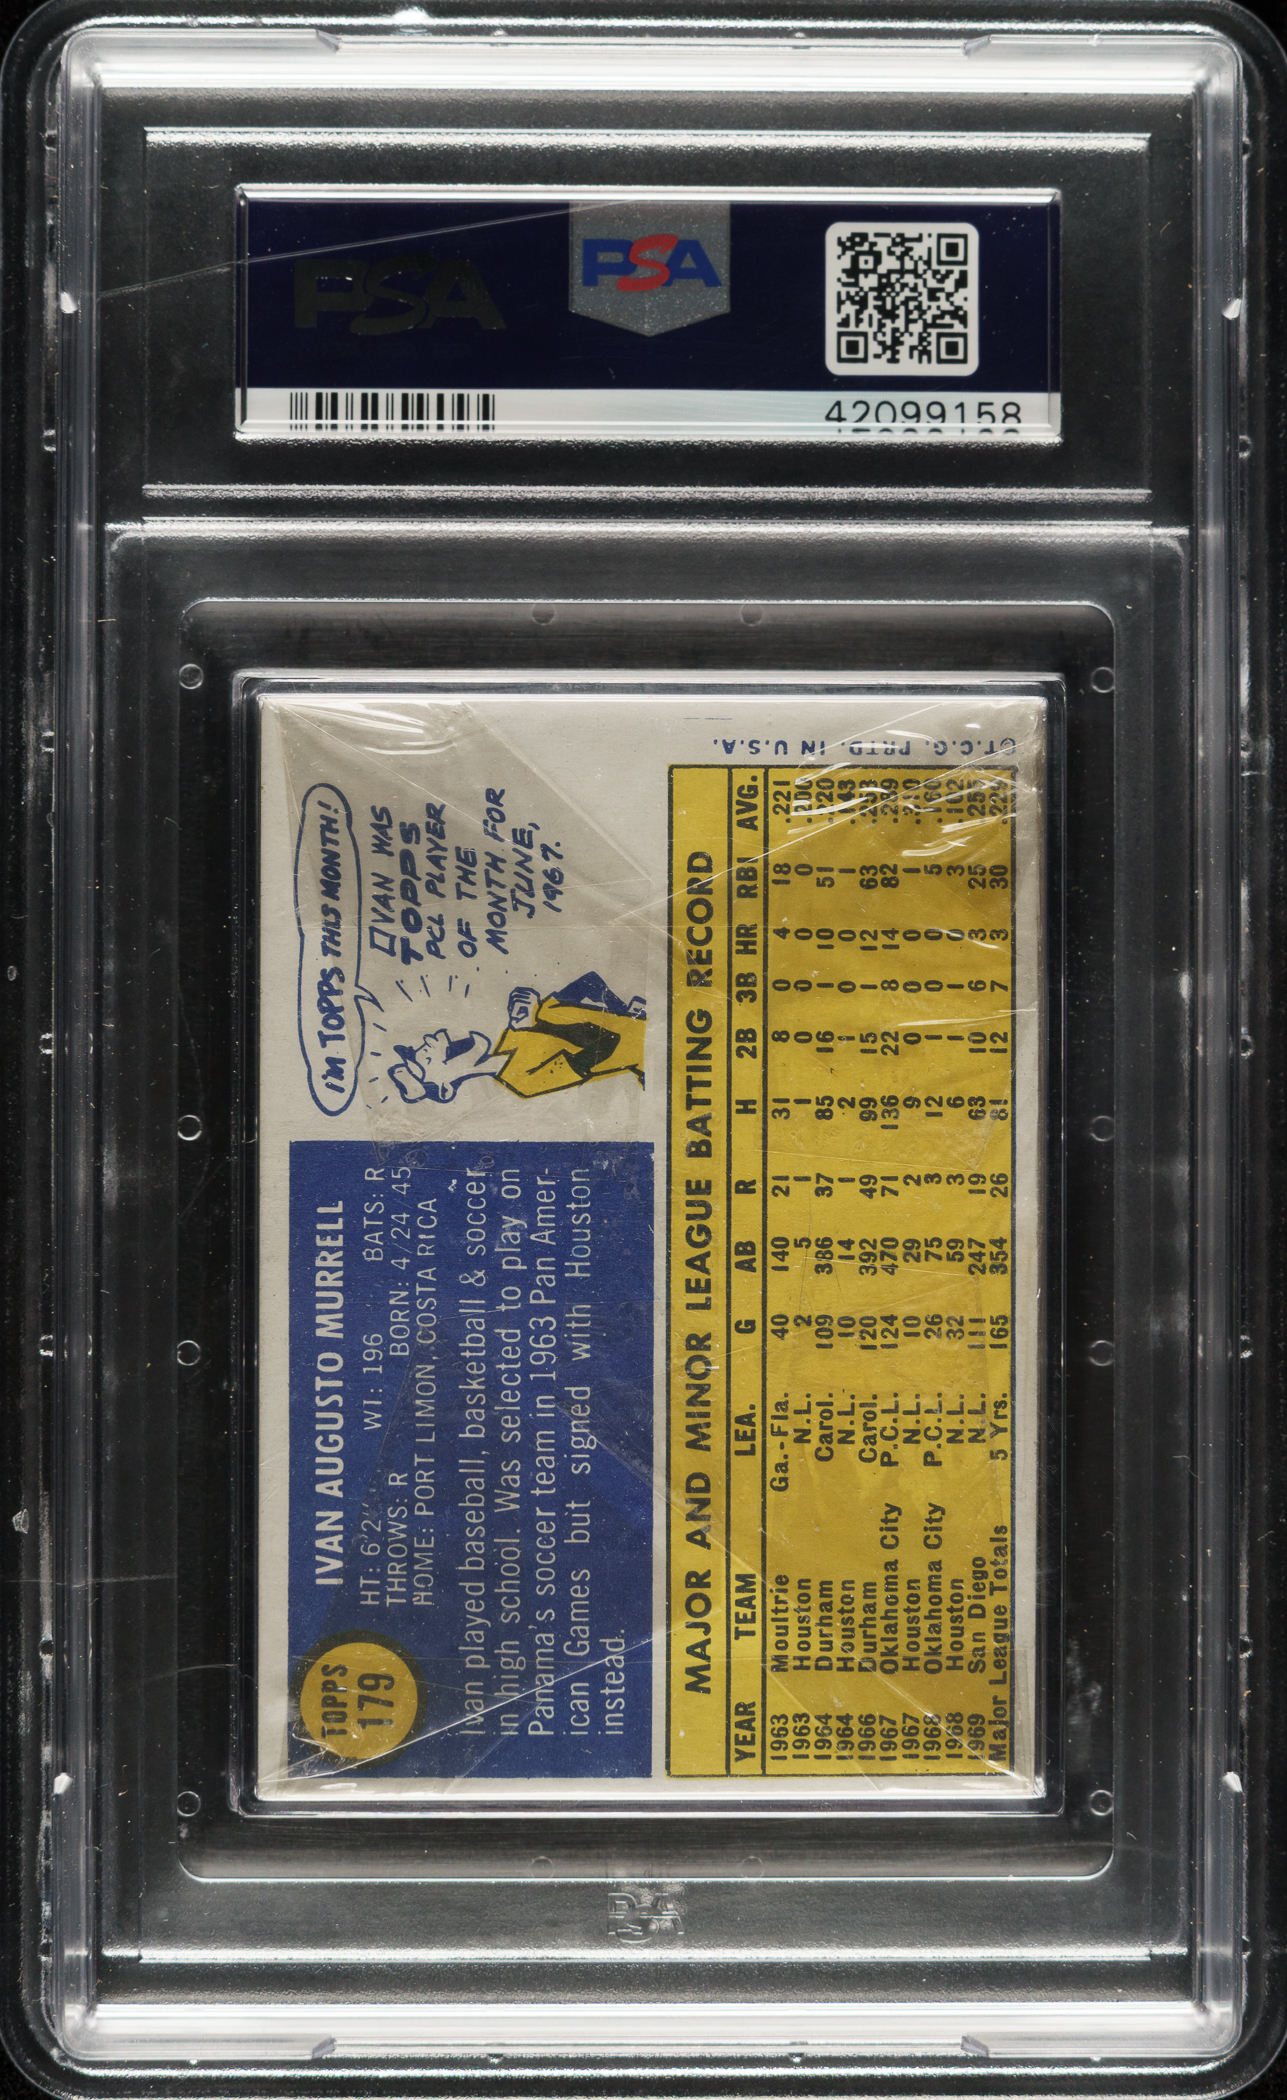 PSA
PSA
42099158
TOPPS
179
IVAN AUGUSTO MURRELL
HT: 6'2" WT: 196 BATS: R
THROWS: R BORN: 4/24 45
HOME: PORT LIMON, COSTA RICA
Ivan played baseball, basketball & soccer
in high school. Was selected to play on
Panama's soccer team in 1963 Pan Amer-
ican Games but signed with Houston
instead.
I'M TOPPS THIS MONTH!
IVAN WAS
TOPPS
PCL PLAYER
OF THE
MONTH FOR
JUNE,
1967.
MAJOR AND MINOR LEAGUE BATTING RECORD
YEAR TEAM LEA. G AB R H 2B 3B HR RBI AVG.
1963 Moultrie Ga.-Fla. 40 140 21 31 8 0 4 18 .221
1963 Houston N.L. 2 5 1 1 0 0 0 0 .200
1964 Durham Carol. 109 386 37 85 16 1 10 51 .220
1964 Houston N.L. 10 14 1 2 1 0 0 1 .143
1966 Durham Carol. 120 392 49 99 15 1 12 63 .253
1967 Oklahoma City P.C.L. 124 470 71 136 22 8 14 82 .289
1967 Houston N.L. 10 29 2 9 0 0 0 1 .310
1968 Oklahoma City P.C.L. 26 75 3 12 1 0 0 5 .160
1968 Houston N.L. 32 59 3 6 1 1 0 3 .102
1969 San Diego N.L. 111 247 19 63 10 6 3 25 .255
Major League Totals 5 Yrs. 165 354 26 81 12 7 3 30 .229
©T.C.G. PRTD. IN U.S.A.
PSA